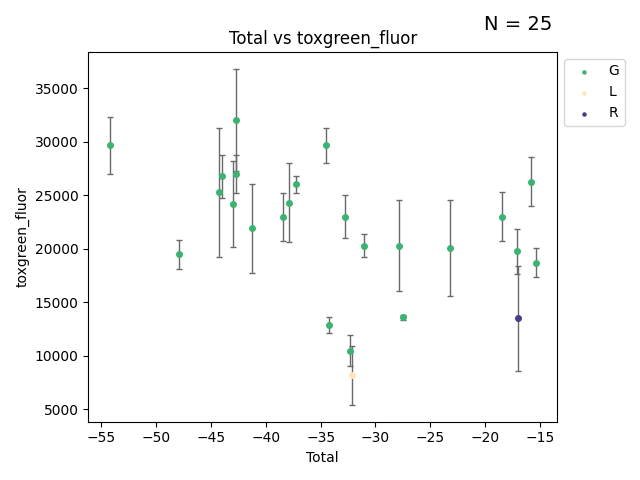 N = 25
Total vs toxgreen_fluor
G
L
R
toxgreen_fluor
35000
30000
25000
20000
15000
10000
5000
−55 −50 −45 −40 −35 −30 −25 −20 −15
Total